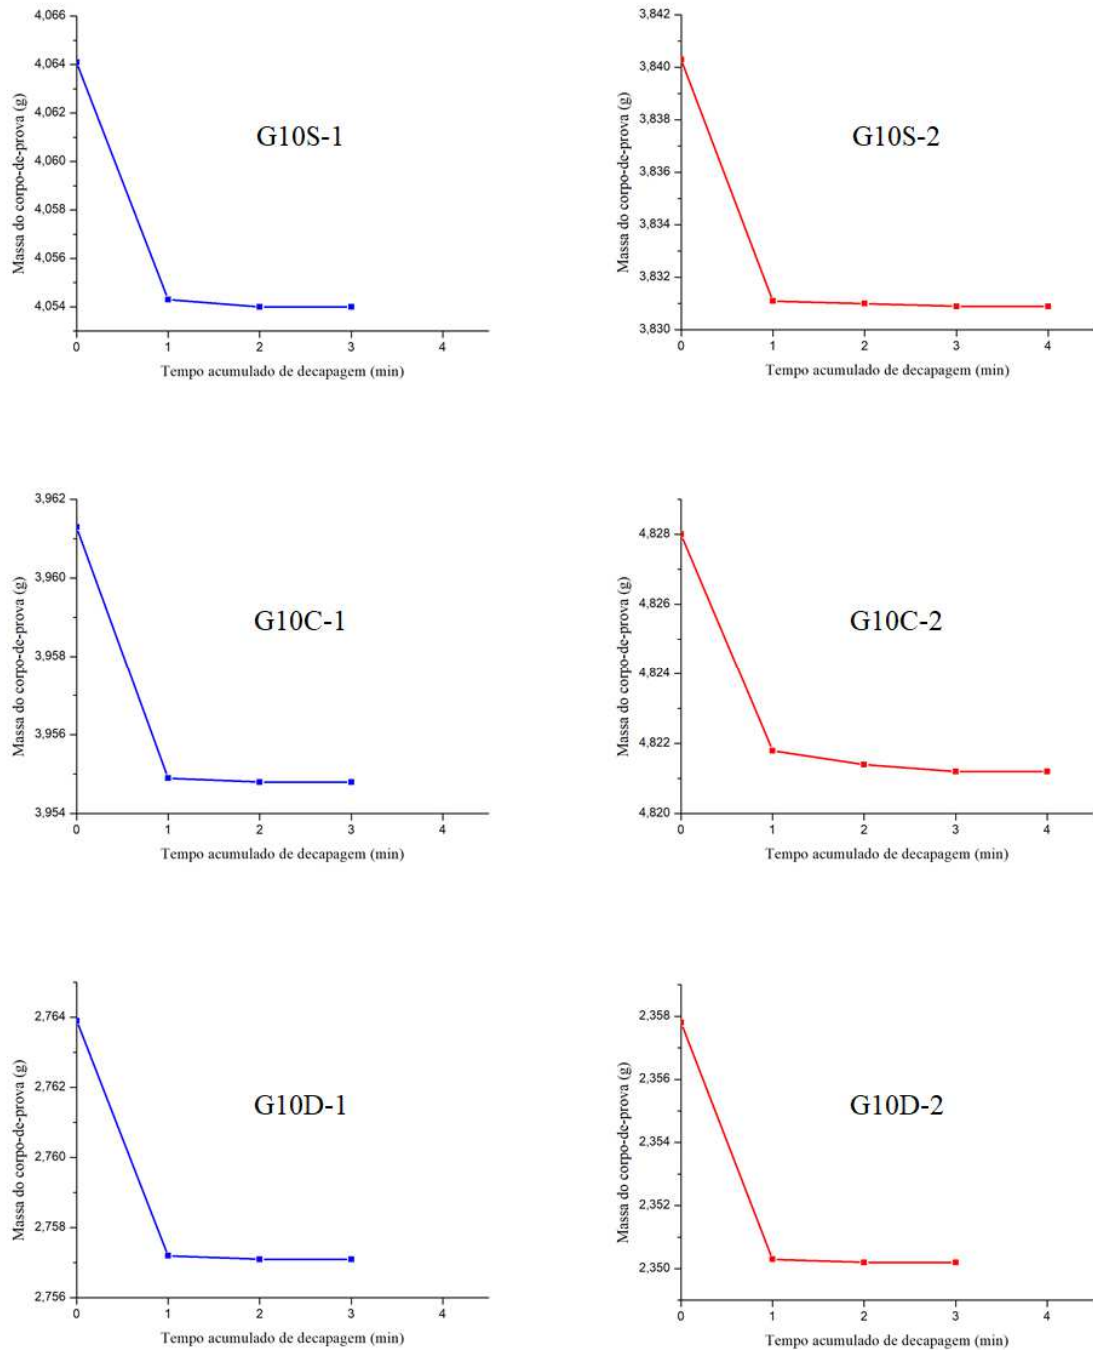 4,066
4,064
4,062
4,060
4,058
4,056
4,054
Massa do corpo-de-prova (g)
G10S-1
0 1 2 3 4
Tempo acumulado de decapagem (min)
3,842
3,840
3,838
3,836
3,834
3,832
3,830
Massa do corpo-de-prova (g)
G10S-2
0 1 2 3 4
Tempo acumulado de decapagem (min)
3,962
3,960
3,958
3,956
3,954
Massa do corpo-de-prova (g)
G10C-1
0 1 2 3 4
Tempo acumulado de decapagem (min)
4,828
4,826
4,824
4,822
4,820
Massa do corpo-de-prova (g)
G10C-2
0 1 2 3 4
Tempo acumulado de decapagem (min)
2,764
2,762
2,760
2,758
2,756
Massa do corpo-de-prova (g)
G10D-1
0 1 2 3 4
Tempo acumulado de decapagem (min)
2,358
2,356
2,354
2,352
2,350
Massa do corpo-de-prova (g)
G10D-2
0 1 2 3 4
Tempo acumulado de decapagem (min)